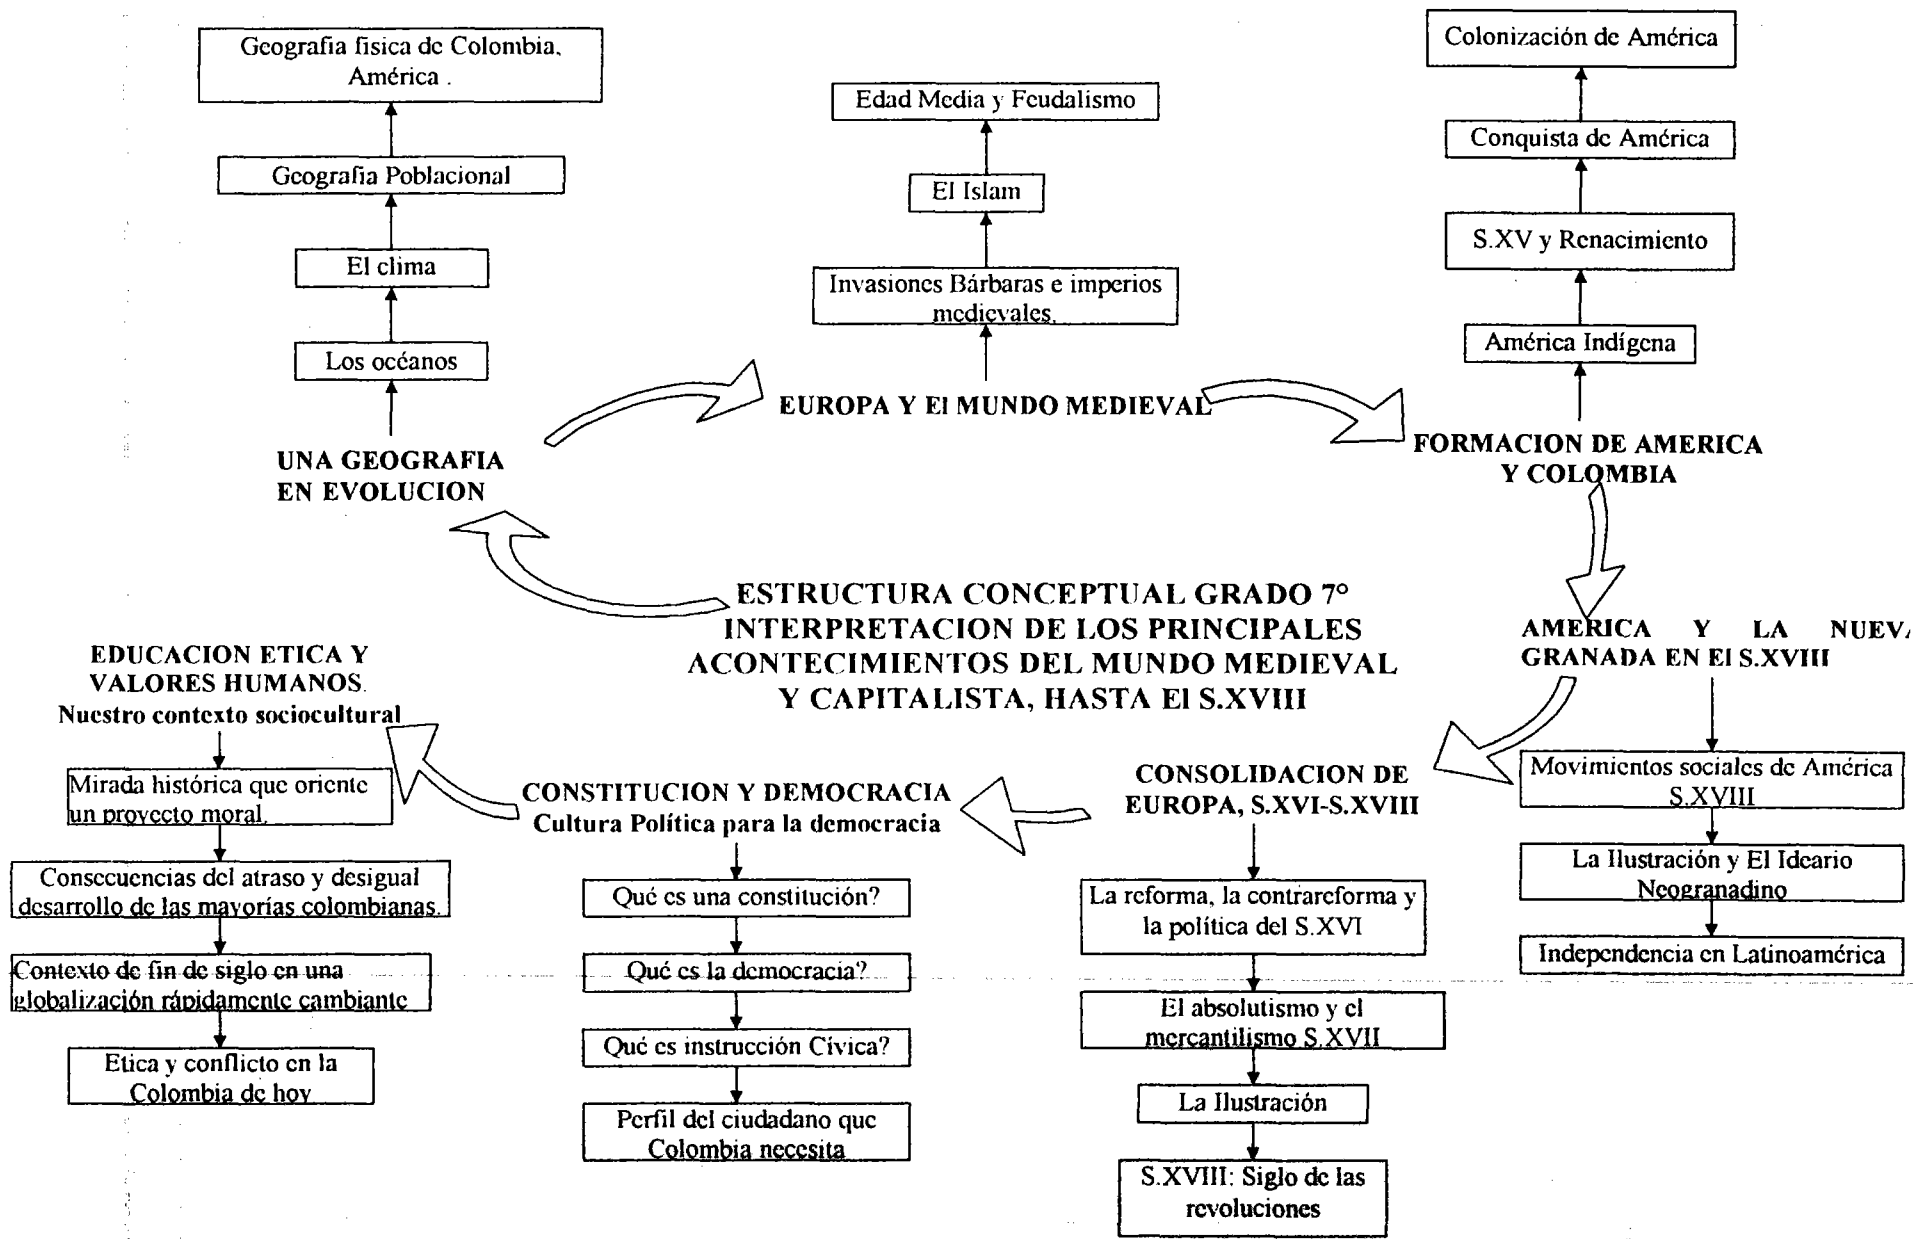 Geografia fisica de Colombia,
América .
Geografia Poblacional
El clima
Los océanos
UNA GEOGRAFIA
EN EVOLUCION
Edad Media y Feudalismo
El Islam
Invasiones Bárbaras e imperios
medievales.
EUROPA Y El MUNDO MEDIEVAL
Colonización de América
Conquista de América
S.XV y Renacimiento
América Indígena
FORMACION DE AMERICA
Y COLOMBIA
ESTRUCTURA CONCEPTUAL GRADO 7°
INTERPRETACION DE LOS PRINCIPALES
ACONTECIMIENTOS DEL MUNDO MEDIEVAL
Y CAPITALISTA, HASTA El S.XVIII
AMERICA Y LA NUEVA
GRANADA EN El S.XVIII
Movimientos sociales de América
S.XVIII
La Ilustración y El Ideario
Neogranadino
Independencia en Latinoamérica
CONSOLIDACION DE
EUROPA, S.XVI-S.XVIII
La reforma, la contrareforma y
la política del S.XVI
El absolutismo y el
mercantilismo S.XVII
La Ilustración
S.XVIII: Siglo de las
revoluciones
CONSTITUCION Y DEMOCRACIA
Cultura Política para la democracia
Qué es una constitución?
Qué es la democracia?
Qué es instrucción Cívica?
Perfil del ciudadano que
Colombia necesita
EDUCACION ETICA Y
VALORES HUMANOS.
Nuestro contexto sociocultural
Mirada histórica que oriente
un proyecto moral.
Consecuencias del atraso y desigual
desarrollo de las mayorías colombianas.
Contexto de fin de siglo en una
globalización rápidamente cambiante
Etica y conflicto en la
Colombia de hoy